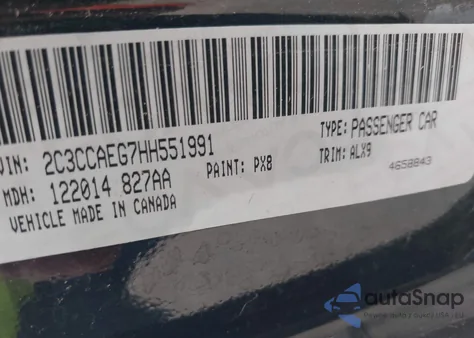 VIN: 2C3CCAEG7HH551991
TYPE: PASSENGER CAR
MDH: 122014 827AA
PAINT: PX8
TRIM: ALX9
VEHICLE MADE IN CANADA
4658843
autoSnap